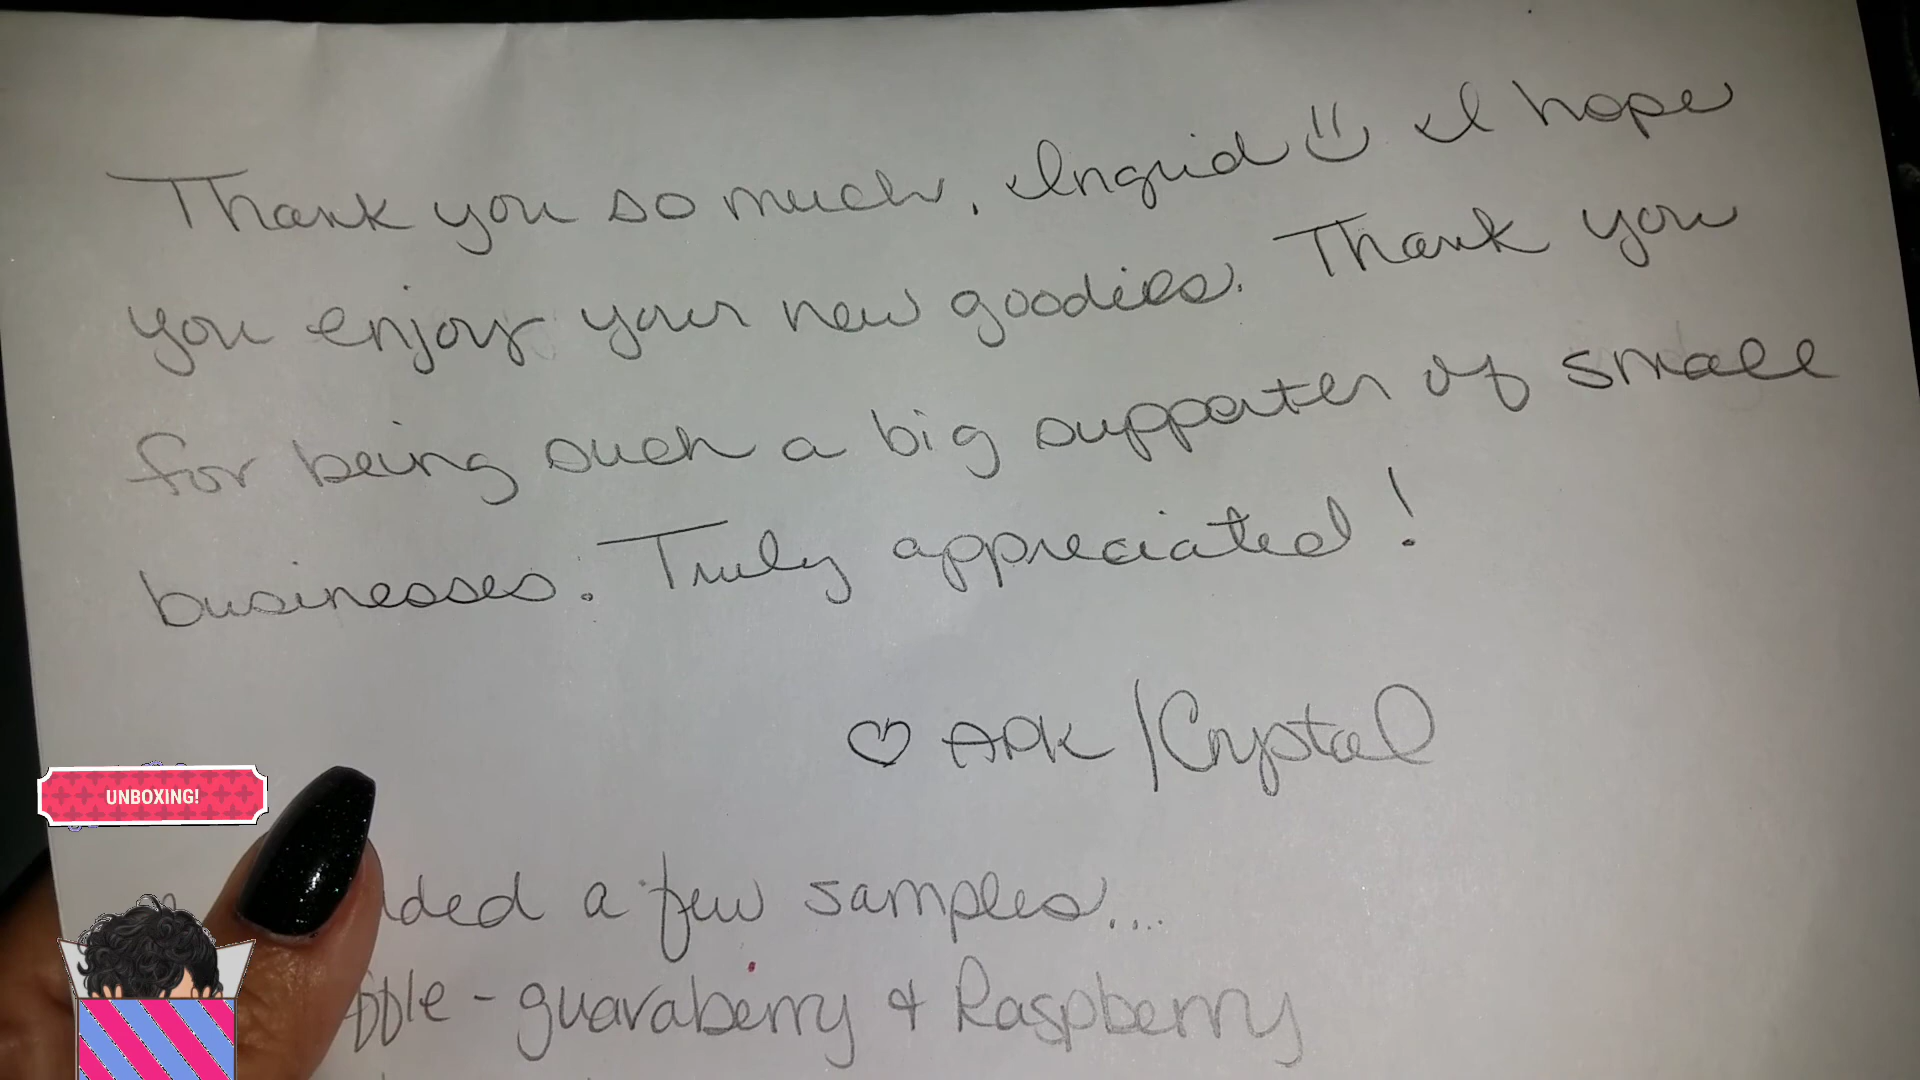 Thank you so much, Ingrid I hope
you enjoy your new goodies. Thank you
for being such a big supporter of small
businesses. Truly appreciated!
♡ APK/Crystal
UNBOXING!
a few samples...
- guavaberry & Raspberry